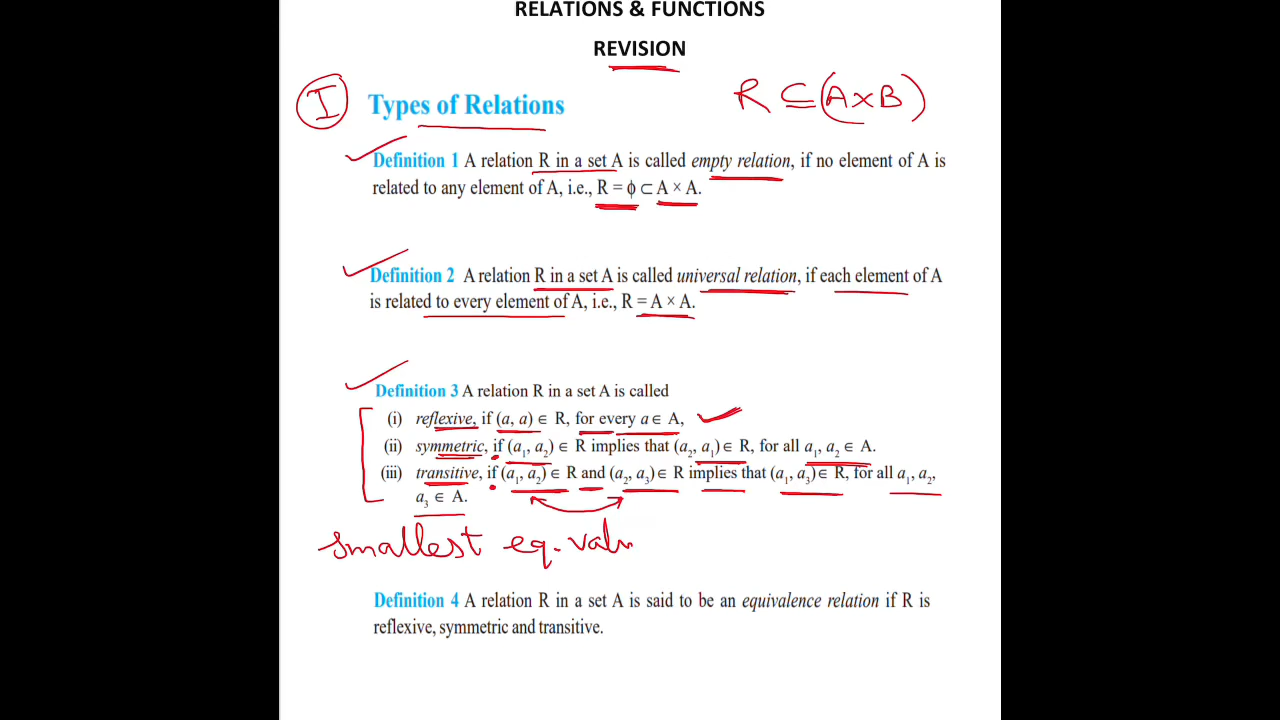 RELATIONS & FUNCTIONS
REVISION
I Types of Relations R ⊆ (A×B)
Definition 1 A relation R in a set A is called empty relation, if no element of A is
related to any element of A, i.e., R = ϕ ⊂ A × A.
Definition 2 A relation R in a set A is called universal relation, if each element of A
is related to every element of A, i.e., R = A × A.
Definition 3 A relation R in a set A is called
(i) reflexive, if (a, a) ∈ R, for every a ∈ A,
(ii) symmetric, if (a₁, a₂) ∈ R implies that (a₂, a₁) ∈ R, for all a₁, a₂ ∈ A.
(iii) transitive, if (a₁, a₂) ∈ R and (a₂, a₃) ∈ R implies that (a₁, a₃) ∈ R, for all a₁, a₂,
a₃ ∈ A.
smallest eq. valu
Definition 4 A relation R in a set A is said to be an equivalence relation if R is
reflexive, symmetric and transitive.